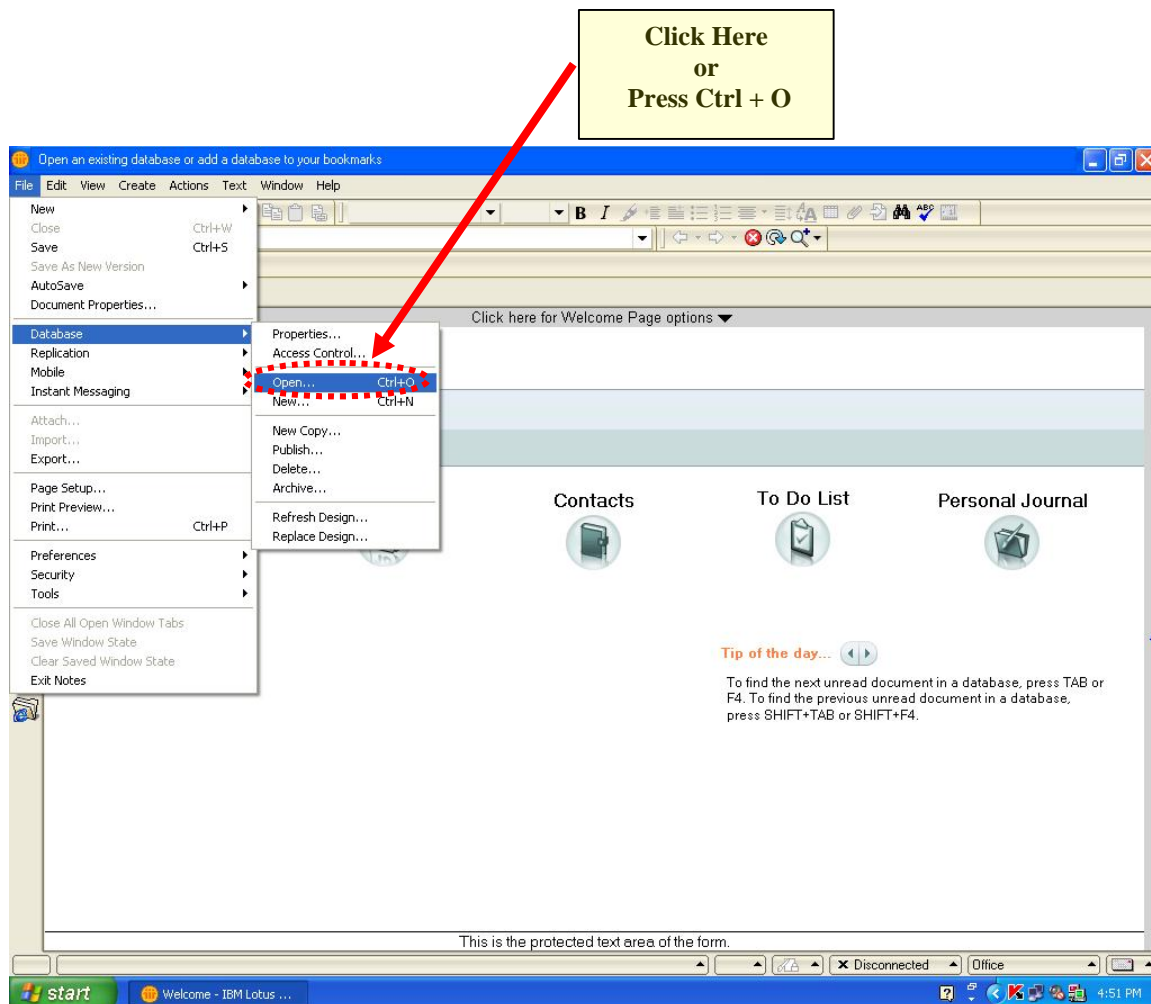 Click Here
or
Press Ctrl + O
Open an existing database or add a database to your bookmarks
File Edit View Create Actions Text Window Help
New
Close Ctrl+W
Save Ctrl+S
Save As New Version
AutoSave
Document Properties...
Click here for Welcome Page options
Database
Replication
Mobile
Instant Messaging
Attach...
Import...
Export...
Page Setup...
Print Preview...
Print... Ctrl+P
Preferences
Security
Tools
Close All Open Window Tabs
Save Window State
Clear Saved Window State
Exit Notes
Properties...
Access Control...
Open... Ctrl+O
New... Ctrl+N
New Copy...
Publish...
Delete...
Archive...
Refresh Design...
Replace Design...
Contacts
To Do List
Personal Journal
Tip of the day...
To find the next unread document in a database, press TAB or
F4. To find the previous unread document in a database,
press SHIFT+TAB or SHIFT+F4.
This is the protected text area of the form.
Disconnected
Office
start
Welcome - IBM Lotus ...
4:51 PM